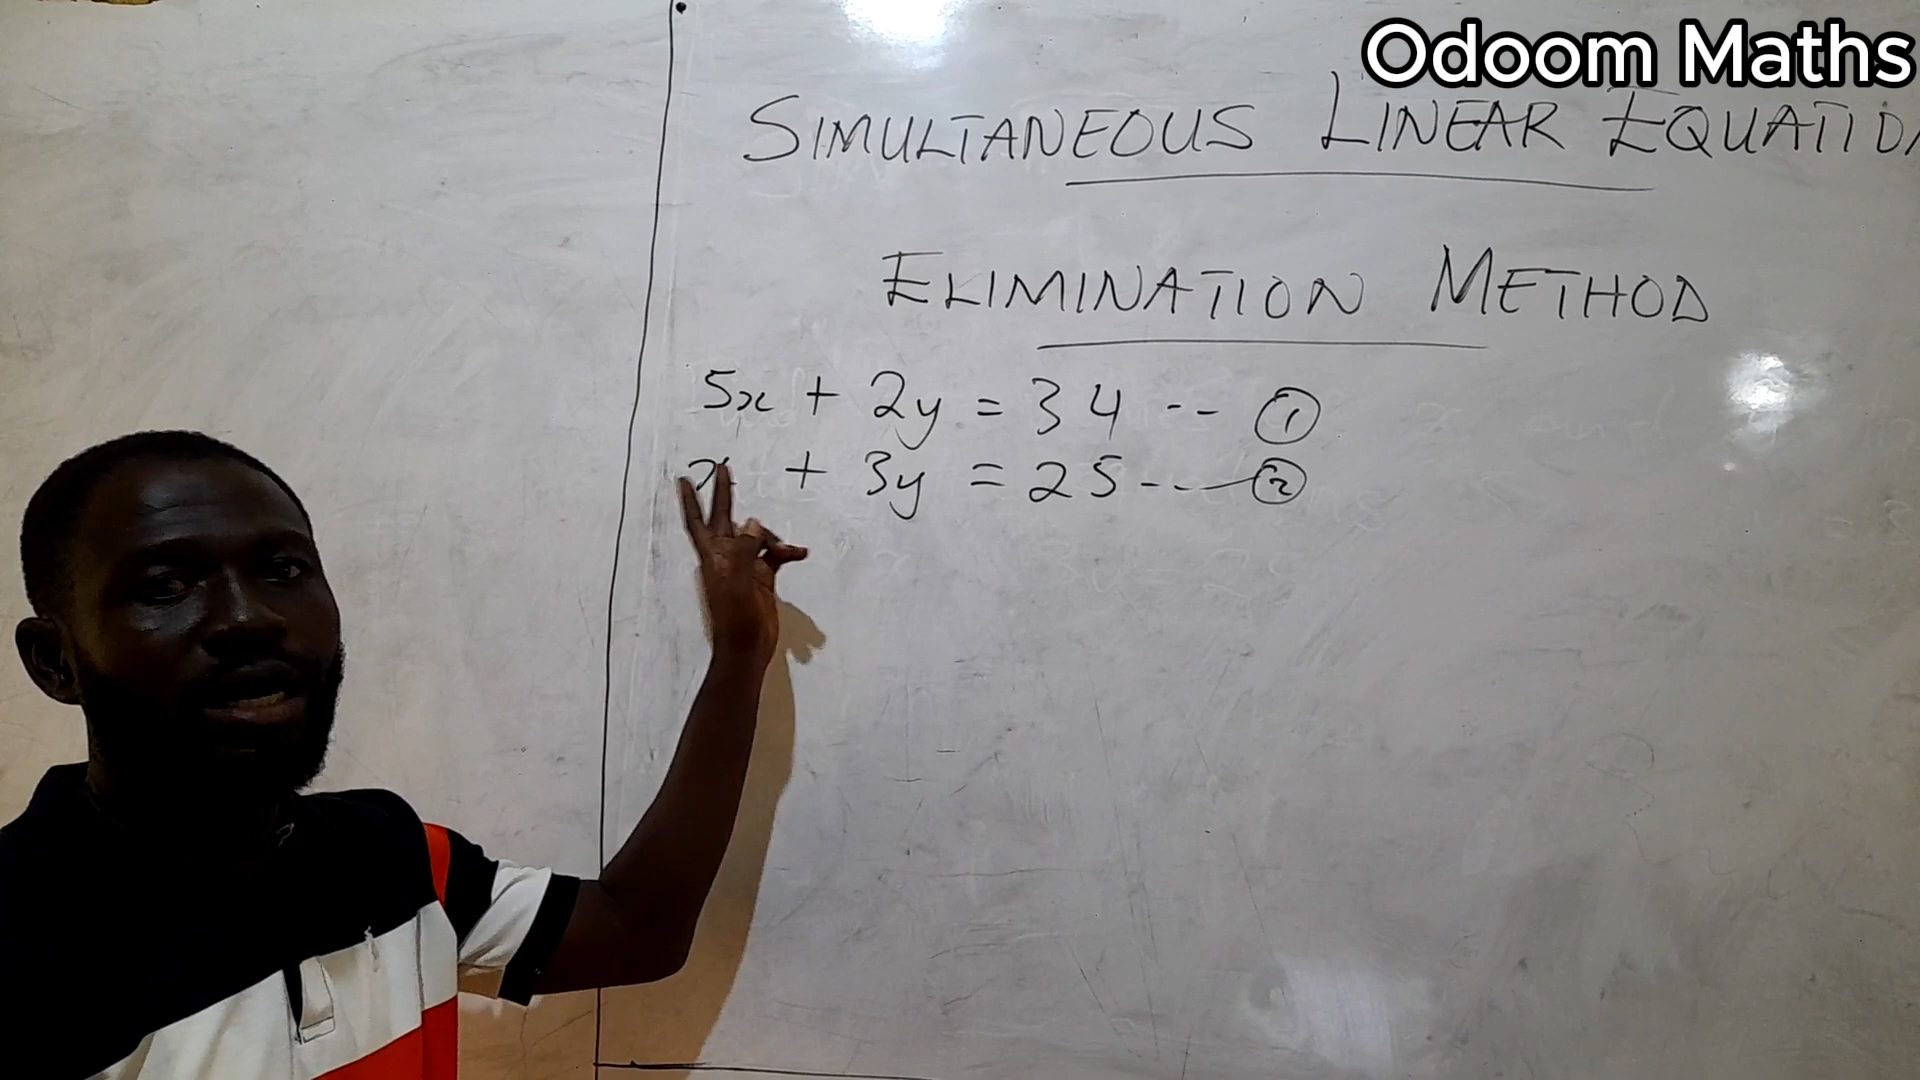 Odoom Maths
SIMULTANEOUS LINEAR EQUATIO
ELIMINATION METHOD
5x + 2y = 34 -- ①
x + 3y = 25 -- ②